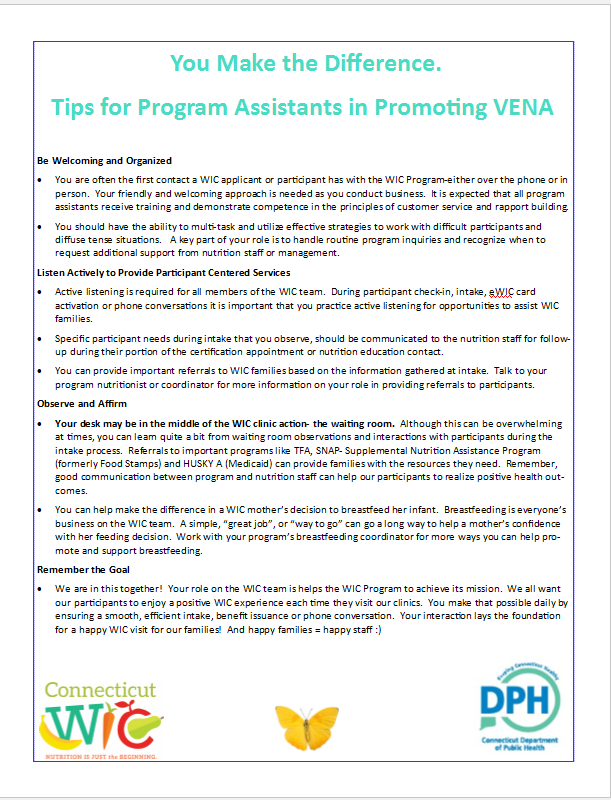 You Make the Difference.
Tips for Program Assistants in Promoting VENA
Be Welcoming and Organized
• You are often the first contact a WIC applicant or participant has with the WIC Program-either over the phone or in
person. Your friendly and welcoming approach is needed as you conduct business. It is expected that all program
assistants receive training and demonstrate competence in the principles of customer service and rapport building.
• You should have the ability to multi-task and utilize effective strategies to work with difficult participants and
diffuse tense situations. A key part of your role is to handle routine program inquiries and recognize when to
request additional support from nutrition staff or management.
Listen Actively to Provide Participant Centered Services
• Active listening is required for all members of the WIC team. During participant check-in, intake, eWIC card
activation or phone conversations it is important that you practice active listening for opportunities to assist WIC
families.
• Specific participant needs during intake that you observe, should be communicated to the nutrition staff for follow-
up during their portion of the certification appointment or nutrition education contact.
• You can provide important referrals to WIC families based on the information gathered at intake. Talk to your
program nutritionist or coordinator for more information on your role in providing referrals to participants.
Observe and Affirm
• Your desk may be in the middle of the WIC clinic action- the waiting room. Although this can be overwhelming
at times, you can learn quite a bit from waiting room observations and interactions with participants during the
intake process. Referrals to important programs like TFA, SNAP- Supplemental Nutrition Assistance Program
(formerly Food Stamps) and HUSKY A (Medicaid) can provide families with the resources they need. Remember,
good communication between program and nutrition staff can help our participants to realize positive health out-
comes.
• You can help make the difference in a WIC mother's decision to breastfeed her infant. Breastfeeding is everyone's
business on the WIC team. A simple, "great job", or "way to go" can go a long way to help a mother's confidence
with her feeding decision. Work with your program's breastfeeding coordinator for more ways you can help pro-
mote and support breastfeeding.
Remember the Goal
• We are in this together! Your role on the WIC team is helps the WIC Program to achieve its mission. We all want
our participants to enjoy a positive WIC experience each time they visit our clinics. You make that possible daily by
ensuring a smooth, efficient intake, benefit issuance or phone conversation. Your interaction lays the foundation
for a happy WIC visit for our families! And happy families = happy staff :)
Connecticut
WIC
NUTRITION IS JUST the BEGINNING.
Keeping Connecticut Healthy
DPH
Connecticut Department
of Public Health